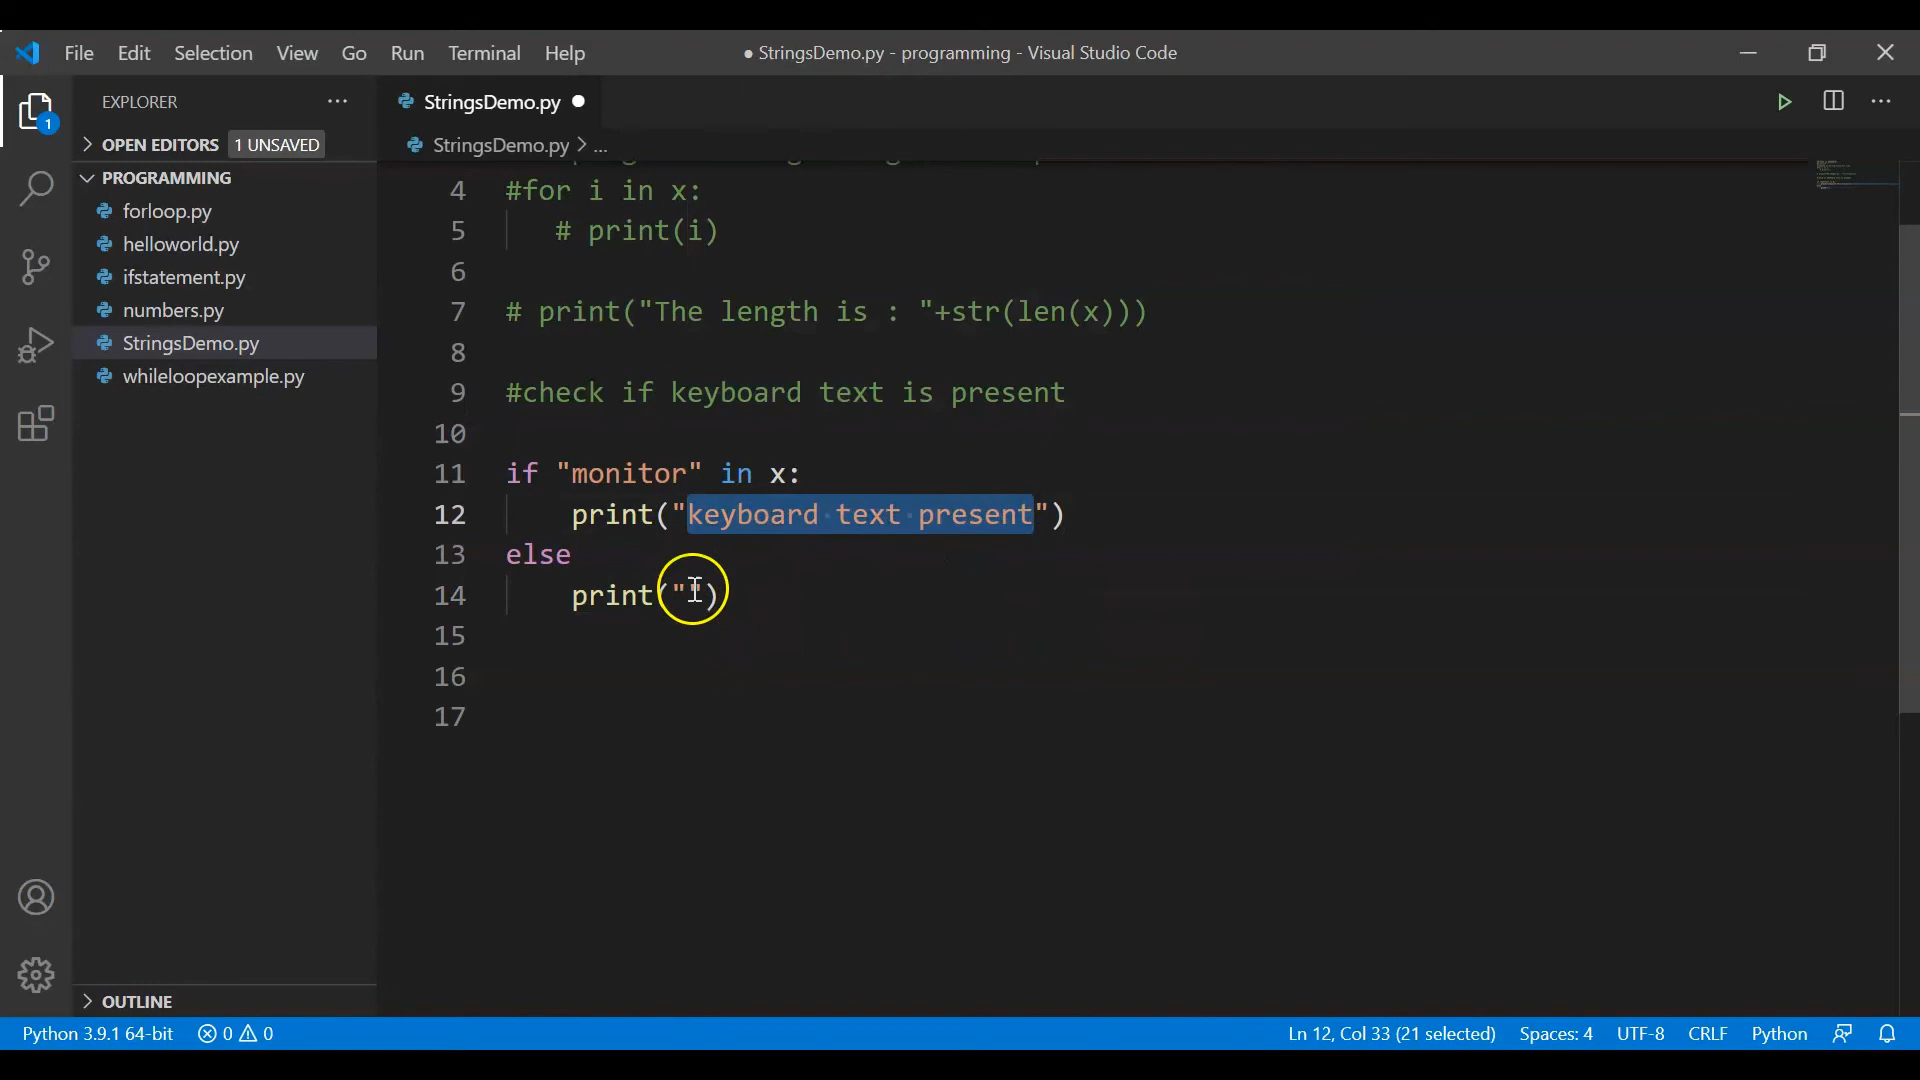 File Edit Selection View Go Run Terminal Help
● StringsDemo.py - programming - Visual Studio Code
EXPLORER
StringsDemo.py
OPEN EDITORS 1 UNSAVED
StringsDemo.py > ...
PROGRAMMING
forloop.py
helloworld.py
ifstatement.py
numbers.py
StringsDemo.py
whileloopexample.py
1
4 #for i in x:
5 # print(i)
6
7 # print("The length is : "+str(len(x)))
8
9 #check if keyboard text is present
10
11 if "monitor" in x:
12 print("keyboard text present")
13 else
14 print("")
15
16
17
OUTLINE
Python 3.9.1 64-bit 0 0 Ln 12, Col 33 (21 selected) Spaces: 4 UTF-8 CRLF Python